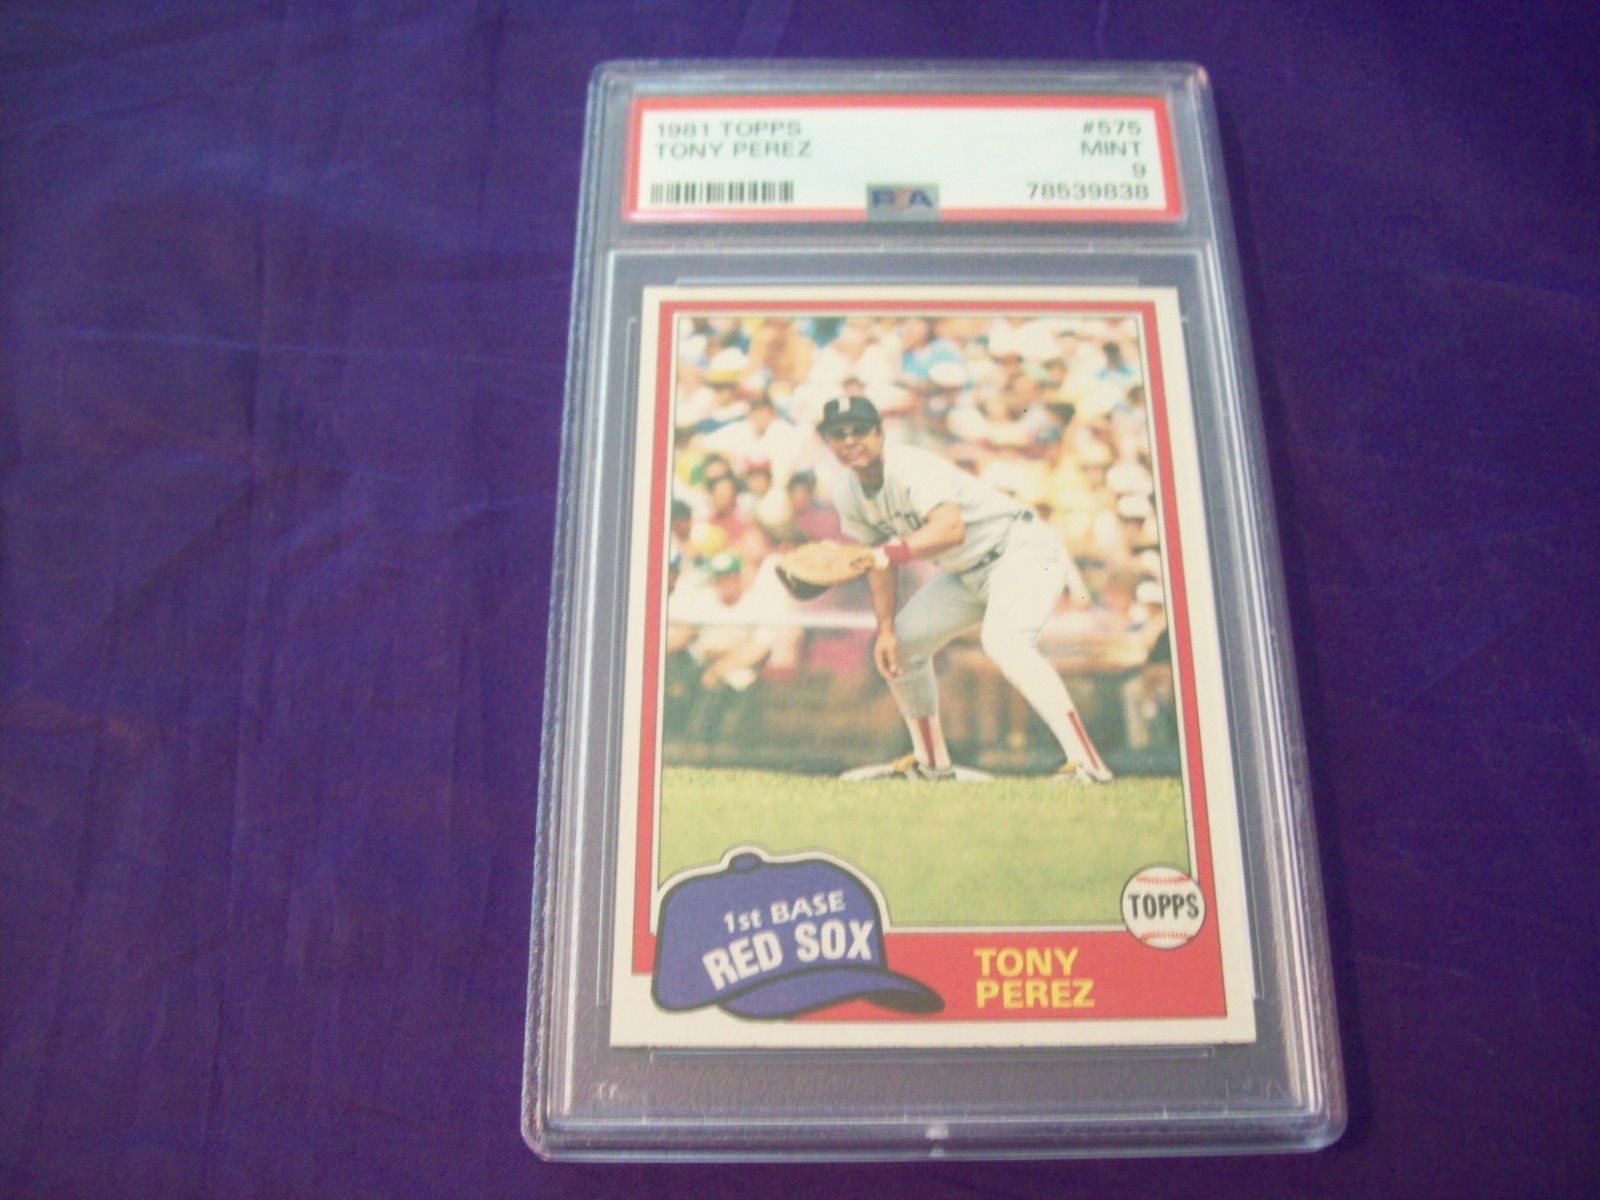 1981 TOPPS #575
TONY PEREZ MINT
9
PSA 78539838
B
1st BASE
RED SOX
TOPPS
TONY
PEREZ